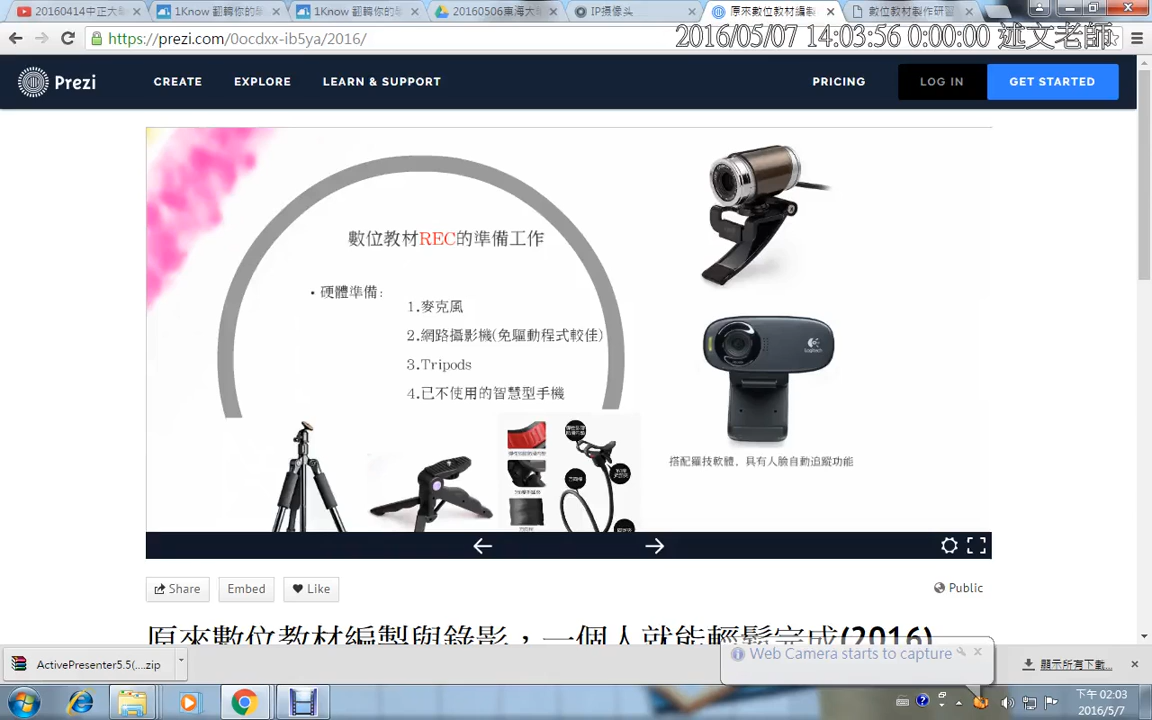 20160414中正大
1Know 翻轉你的
1Know 翻轉你的
20160506東海大
IP摄像头
原來數位教材編
數位教材製作研習
https://prezi.com/0ocdxx-ib5ya/2016/
2016/05/07 14:03:56 0:00:00 述文老師
Prezi
CREATE
EXPLORE
LEARN & SUPPORT
PRICING
LOG IN
GET STARTED
數位教材REC的準備工作
• 硬體準備:
1.麥克風
2.網路攝影機(免驅動程式較佳)
3.Tripods
4.已不使用的智慧型手機
logitech
搭配羅技軟體，具有人臉自動追蹤功能
Share
Embed
Like
Public
原來數位教材編製與錄影，一個人就能輕鬆完成(2016)
Web Camera starts to capture
ActivePresenter5.5(....zip
顯示所有下載...
下午 02:03
2016/5/7